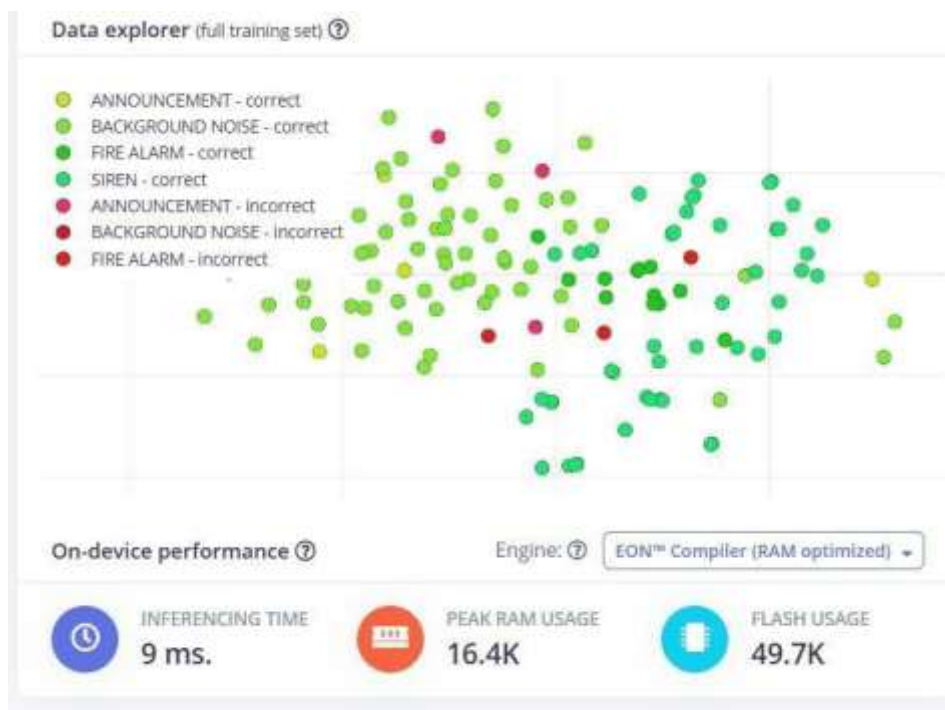 Data explorer (full training set) ?
ANNOUNCEMENT - correct
BACKGROUND NOISE - correct
FIRE ALARM - correct
SIREN - correct
ANNOUNCEMENT - incorrect
BACKGROUND NOISE - incorrect
FIRE ALARM - incorrect
On-device performance ? Engine: ? EON™ Compiler (RAM optimized)
INFERENCING TIME
9 ms.
PEAK RAM USAGE
16.4K
FLASH USAGE
49.7K